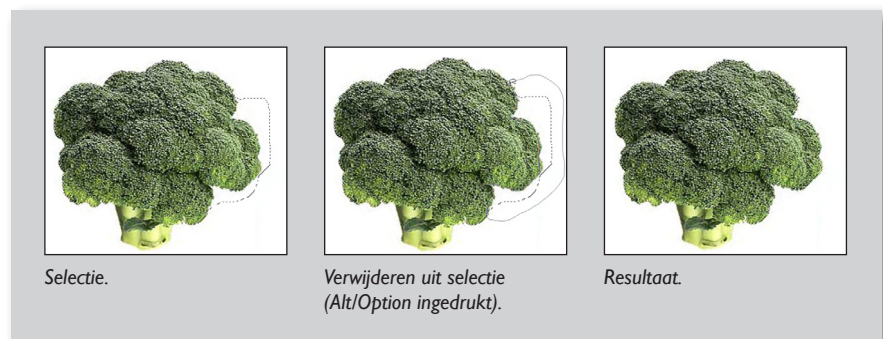 Selectie.
Verwijderen uit selectie
(Alt/Option ingedrukt).
Resultaat.